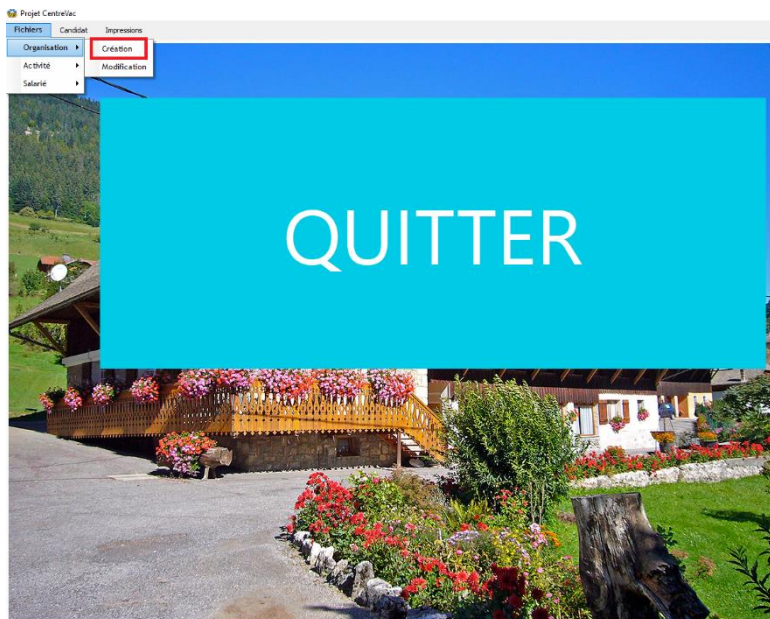 Projet CentreVac
Fichiers Candidat Impressions
Organisation Création
Activité Modification
Salarié
QUITTER